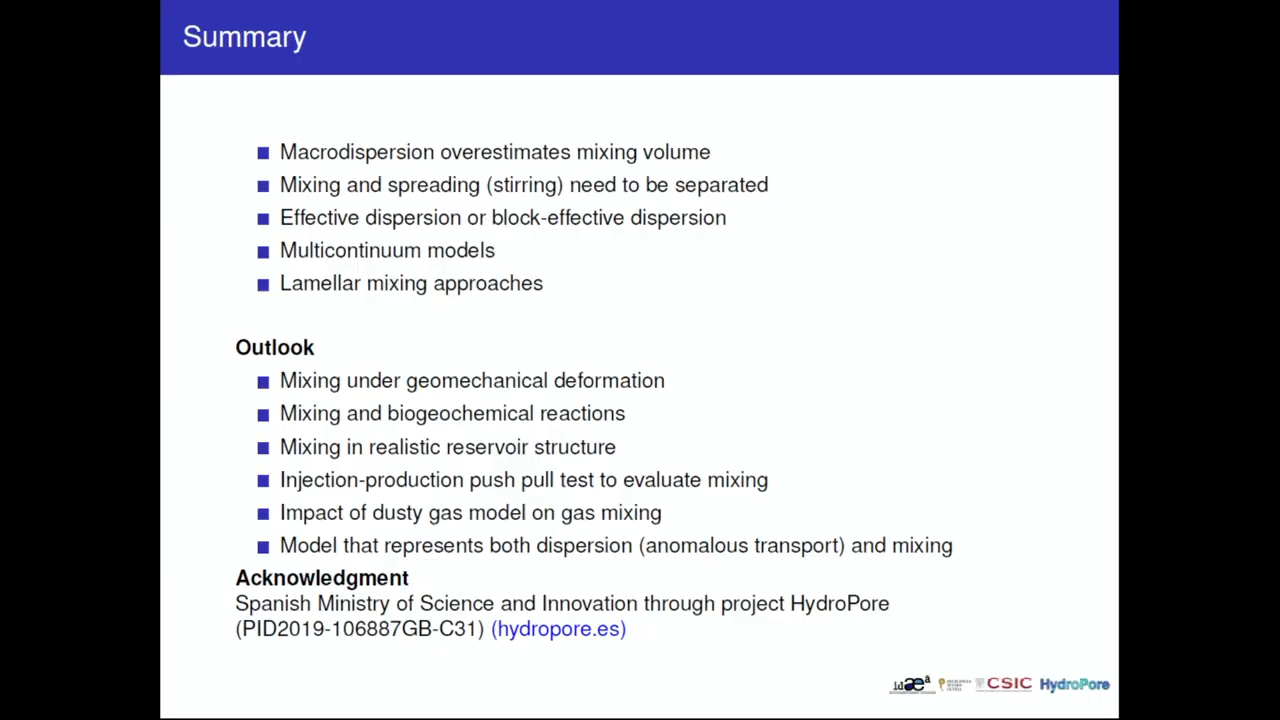 Summary
Macrodispersion overestimates mixing volume
Mixing and spreading (stirring) need to be separated
Effective dispersion or block-effective dispersion
Multicontinuum models
Lamellar mixing approaches
Outlook
Mixing under geomechanical deformation
Mixing and biogeochemical reactions
Mixing in realistic reservoir structure
Injection-production push pull test to evaluate mixing
Impact of dusty gas model on gas mixing
Model that represents both dispersion (anomalous transport) and mixing
Acknowledgment
Spanish Ministry of Science and Innovation through project HydroPore
(PID2019-106887GB-C31) (hydropore.es)
idæa CSIC HydroPore